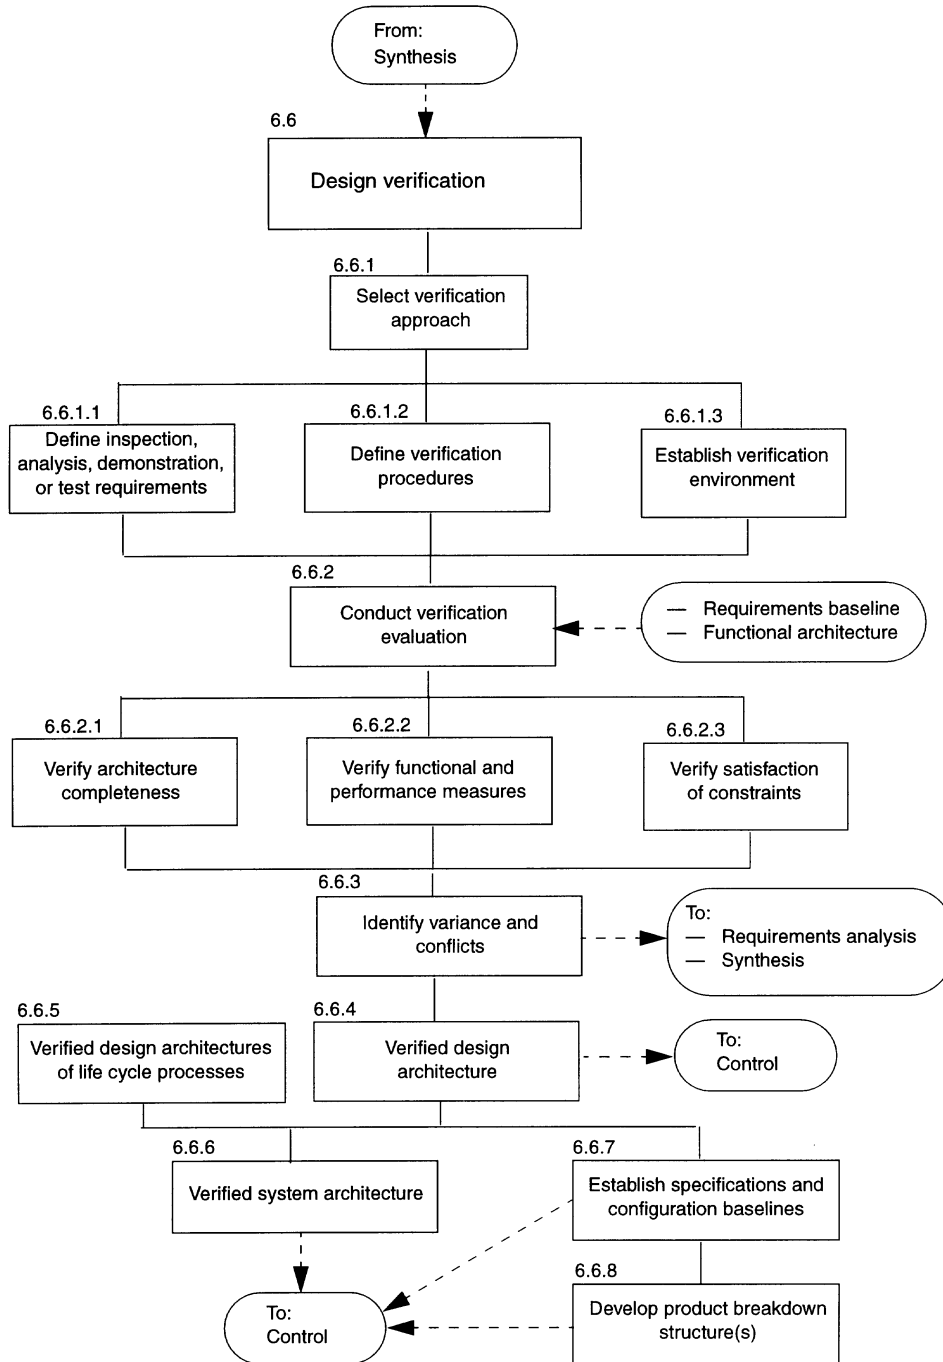 From:
Synthesis
6.6
Design verification
6.6.1
Select verification
approach
6.6.1.1
Define inspection,
analysis, demonstration,
or test requirements
6.6.1.2
Define verification
procedures
6.6.1.3
Establish verification
environment
6.6.2
Conduct verification
evaluation
— Requirements baseline
— Functional architecture
6.6.2.1
Verify architecture
completeness
6.6.2.2
Verify functional and
performance measures
6.6.2.3
Verify satisfaction
of constraints
6.6.3
Identify variance and
conflicts
To:
— Requirements analysis
— Synthesis
6.6.5
Verified design architectures
of life cycle processes
6.6.4
Verified design
architecture
To:
Control
6.6.6
Verified system architecture
6.6.7
Establish specifications and
configuration baselines
To:
Control
6.6.8
Develop product breakdown
structure(s)